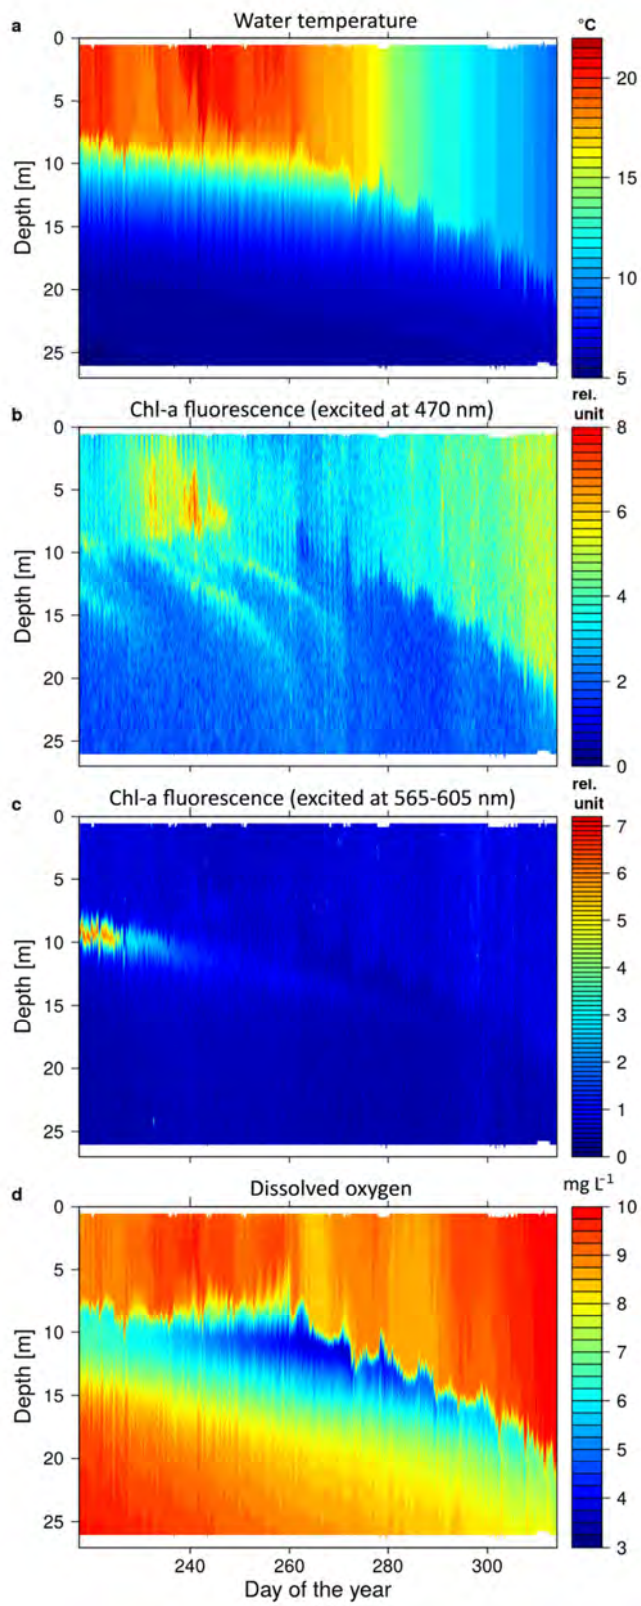 a
Water temperature
°C
0
5
10
15
20
25
Depth [m]
20
15
10
5
b
Chl-a fluorescence (excited at 470 nm)
rel.
unit
0
5
10
15
20
25
Depth [m]
8
6
4
2
0
c
Chl-a fluorescence (excited at 565-605 nm)
rel.
unit
0
5
10
15
20
25
Depth [m]
7
6
5
4
3
2
1
0
d
Dissolved oxygen
mg L-1
0
5
10
15
20
25
Depth [m]
10
9
8
7
6
5
4
3
240 260 280 300
Day of the year